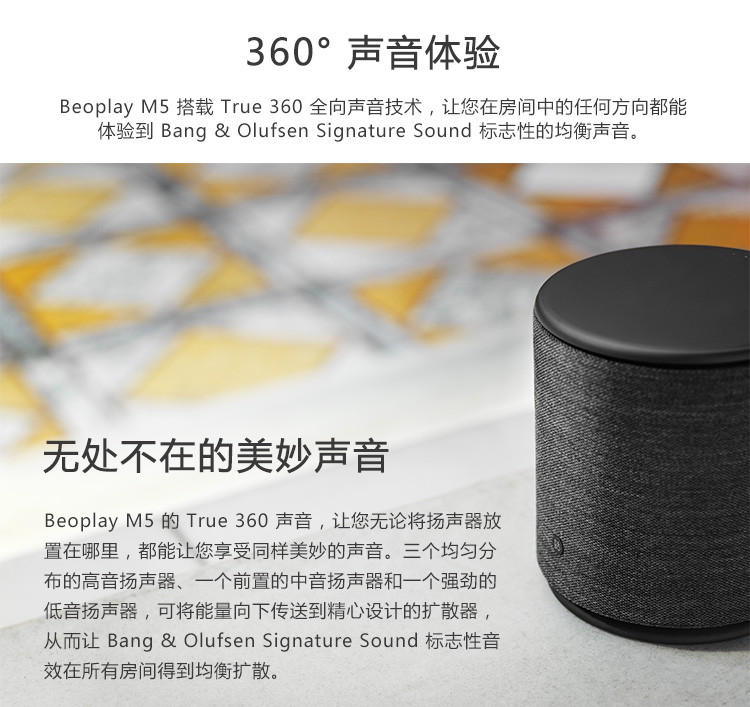 360° 声音体验
Beoplay M5 搭载 True 360 全向声音技术，让您在房间中的任何方向都能
体验到 Bang & Olufsen Signature Sound 标志性的均衡声音。
无处不在的美妙声音
Beoplay M5 的 True 360 声音，让您无论将扬声器放
置在哪里，都能让您享受同样美妙的声音。三个均匀分
布的高音扬声器、一个前置的中音扬声器和一个强劲的
低音扬声器，可将能量向下传送到精心设计的扩散器，
从而让 Bang & Olufsen Signature Sound 标志性音
效在所有房间得到均衡扩散。